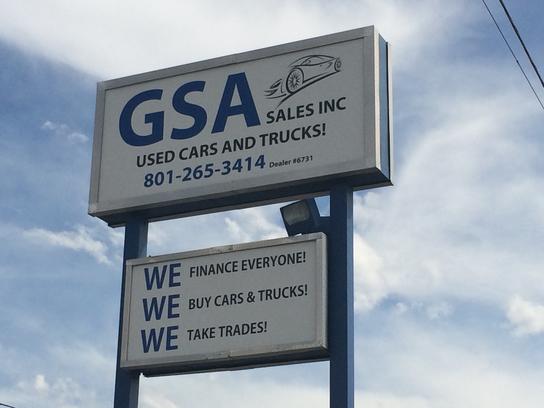 GSA SALES INC
USED CARS AND TRUCKS!
801-265-3414 Dealer #6731
WE FINANCE EVERYONE!
WE BUY CARS & TRUCKS!
WE TAKE TRADES!